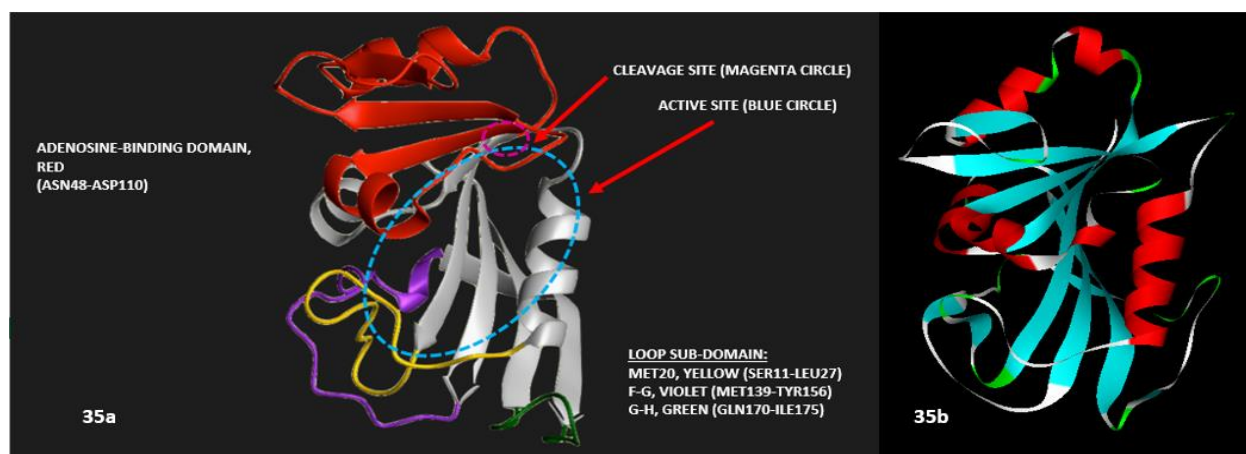 CLEAVAGE SITE (MAGENTA CIRCLE)
ACTIVE SITE (BLUE CIRCLE)
ADENOSINE-BINDING DOMAIN,
RED
(ASN48-ASP110)
LOOP SUB-DOMAIN:
MET20, YELLOW (SER11-LEU27)
F-G, VIOLET (MET139-TYR156)
G-H, GREEN (GLN170-ILE175)
35a
35b